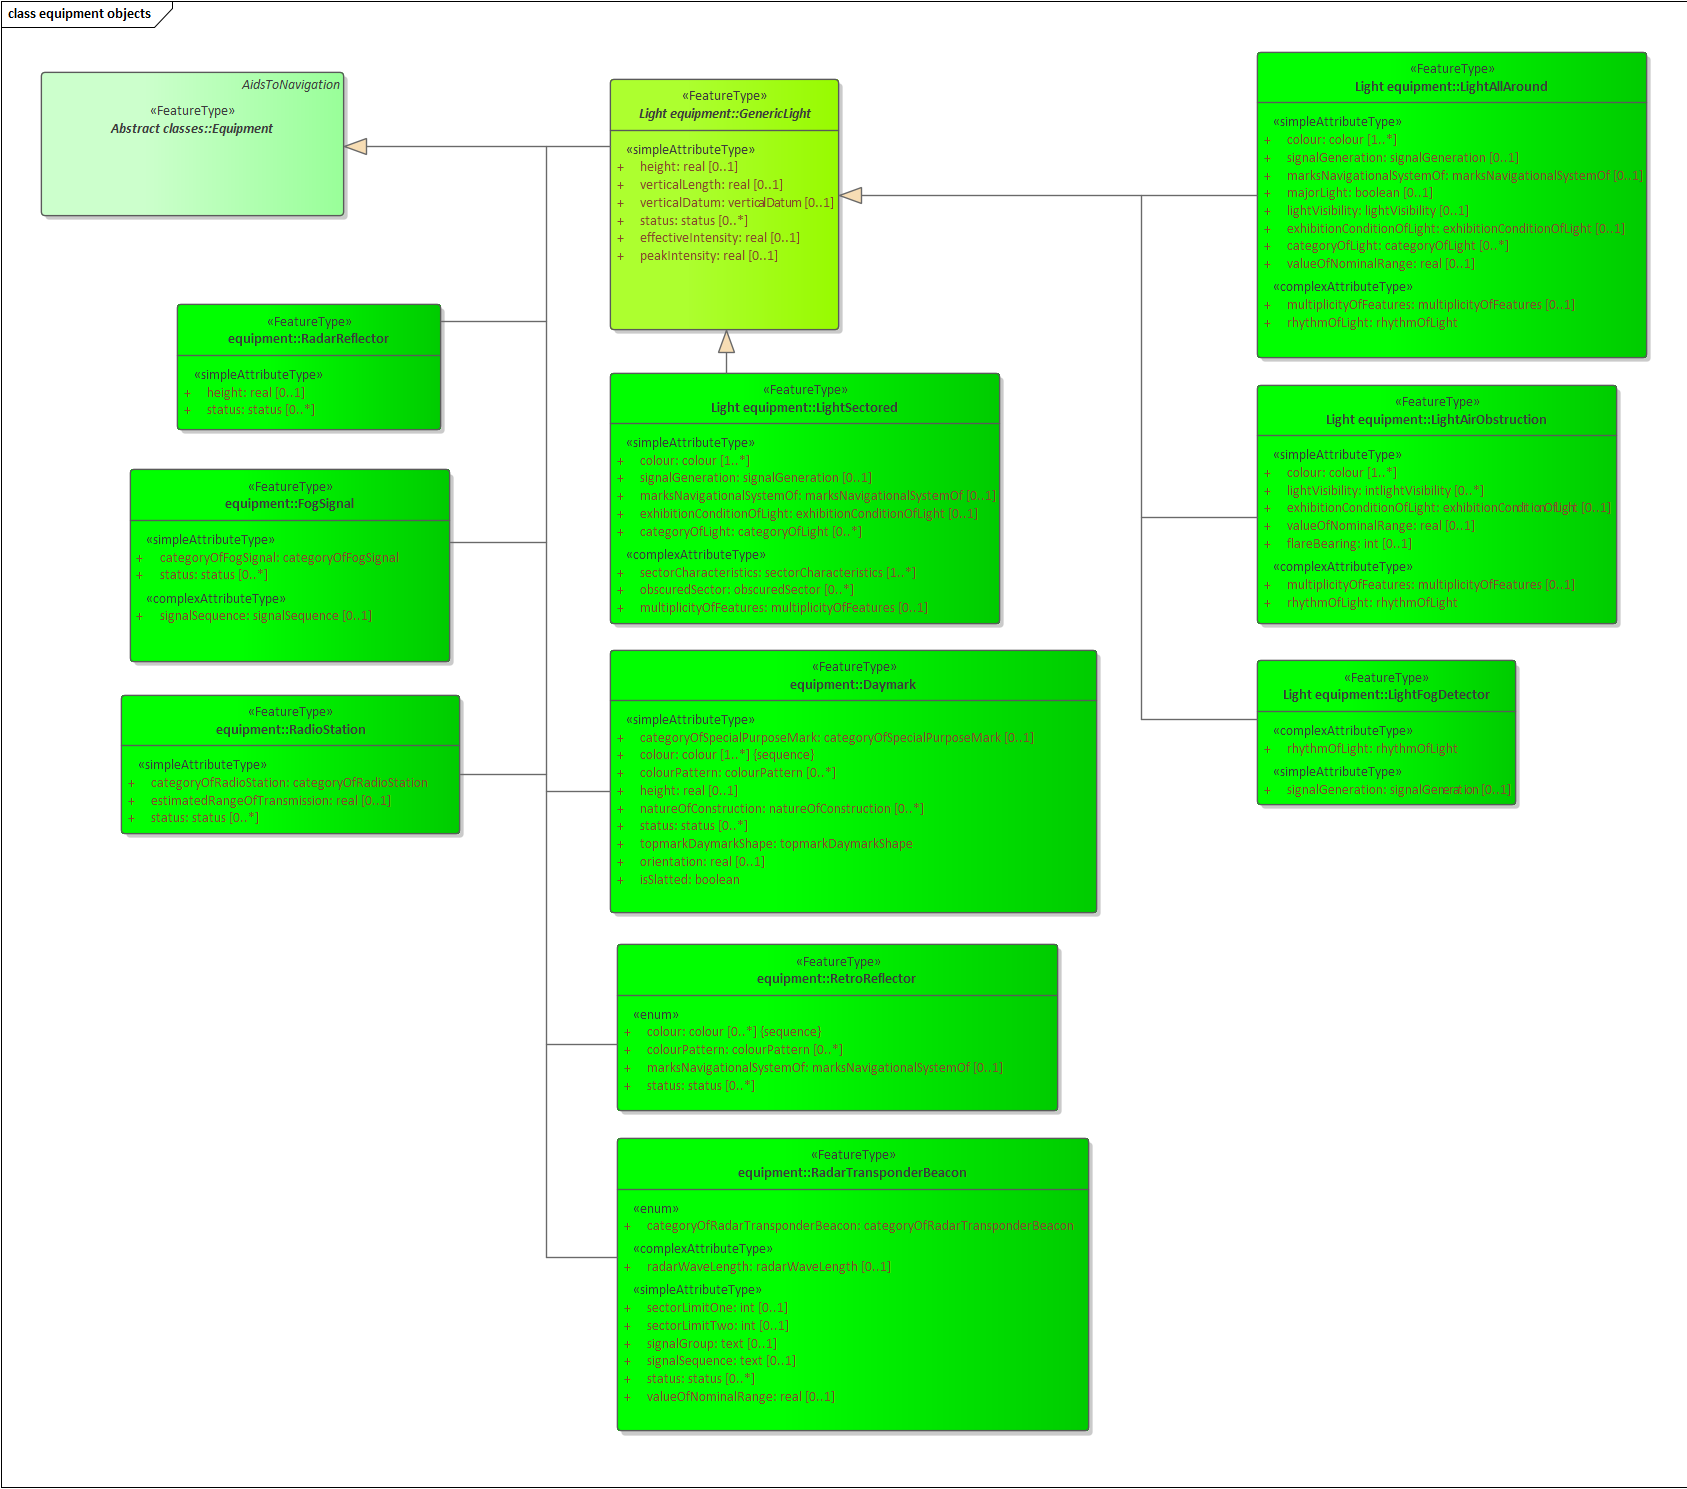 class equipment objects
AidsToNavigation
«FeatureType»
Abstract classes::Equipment
«FeatureType»
Light equipment::GenericLight
«simpleAttributeType»
+ height: real [0..1]
+ verticalLength: real [0..1]
+ verticalDatum: verticalDatum [0..1]
+ status: status [0..*]
+ effectiveIntensity: real [0..1]
+ peakIntensity: real [0..1]
«FeatureType»
Light equipment::LightAllAround
«simpleAttributeType»
+ colour: colour [1..*]
+ signalGeneration: signalGeneration [0..1]
+ marksNavigationalSystemOf: marksNavigationalSystemOf [0..1]
+ majorLight: boolean [0..1]
+ lightVisibility: lightVisibility [0..1]
+ exhibitionConditionOfLight: exhibitionConditionOfLight [0..1]
+ categoryOfLight: categoryOfLight [0..*]
+ valueOfNominalRange: real [0..1]
«complexAttributeType»
+ multiplicityOfFeatures: multiplicityOfFeatures [0..1]
+ rhythmOfLight: rhythmOfLight
«FeatureType»
equipment::RadarReflector
«simpleAttributeType»
+ height: real [0..1]
+ status: status [0..*]
«FeatureType»
Light equipment::LightSectored
«simpleAttributeType»
+ colour: colour [1..*]
+ signalGeneration: signalGeneration [0..1]
+ marksNavigationalSystemOf: marksNavigationalSystemOf [0..1]
+ exhibitionConditionOfLight: exhibitionConditionOfLight [0..1]
+ categoryOfLight: categoryOfLight [0..*]
«complexAttributeType»
+ sectorCharacteristics: sectorCharacteristics [1..*]
+ obscuredSector: obscuredSector [0..*]
+ multiplicityOfFeatures: multiplicityOfFeatures [0..1]
«FeatureType»
Light equipment::LightAirObstruction
«simpleAttributeType»
+ colour: colour [1..*]
+ lightVisibility: intlightVisibility [0..*]
+ exhibitionConditionOfLight: exhibitionConditionOfLight [0..1]
+ valueOfNominalRange: real [0..1]
+ flareBearing: int [0..1]
«complexAttributeType»
+ multiplicityOfFeatures: multiplicityOfFeatures [0..1]
+ rhythmOfLight: rhythmOfLight
«FeatureType»
equipment::FogSignal
«simpleAttributeType»
+ categoryOfFogSignal: categoryOfFogSignal
+ status: status [0..*]
«complexAttributeType»
+ signalSequence: signalSequence [0..1]
«FeatureType»
equipment::Daymark
«simpleAttributeType»
+ categoryOfSpecialPurposeMark: categoryOfSpecialPurposeMark [0..1]
+ colour: colour [1..*] {sequence}
+ colourPattern: colourPattern [0..*]
+ height: real [0..1]
+ natureOfConstruction: natureOfConstruction [0..*]
+ status: status [0..*]
+ topmarkDaymarkShape: topmarkDaymarkShape
+ orientation: real [0..1]
+ isSlatted: boolean
«FeatureType»
Light equipment::LightFogDetector
«complexAttributeType»
+ rhythmOfLight: rhythmOfLight
«simpleAttributeType»
+ signalGeneration: signalGeneration [0..1]
«FeatureType»
equipment::RadioStation
«simpleAttributeType»
+ categoryOfRadioStation: categoryOfRadioStation
+ estimatedRangeOfTransmission: real [0..1]
+ status: status [0..*]
«FeatureType»
equipment::RetroReflector
«enum»
+ colour: colour [0..*] {sequence}
+ colourPattern: colourPattern [0..*]
+ marksNavigationalSystemOf: marksNavigationalSystemOf [0..1]
+ status: status [0..*]
«FeatureType»
equipment::RadarTransponderBeacon
«enum»
+ categoryOfRadarTransponderBeacon: categoryOfRadarTransponderBeacon
«complexAttributeType»
+ radarWaveLength: radarWaveLength [0..1]
«simpleAttributeType»
+ sectorLimitOne: int [0..1]
+ sectorLimitTwo: int [0..1]
+ signalGroup: text [0..1]
+ signalSequence: text [0..1]
+ status: status [0..*]
+ valueOfNominalRange: real [0..1]